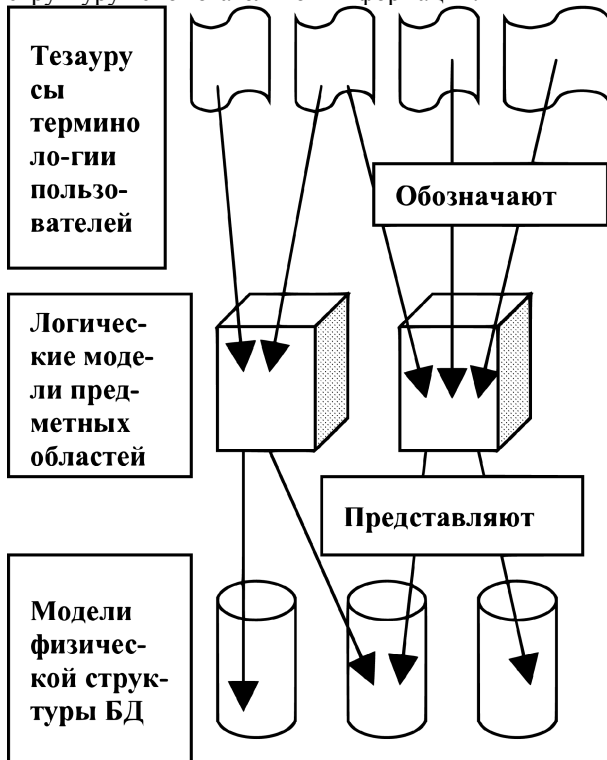 Тезауру
сы
термино
ло-гии
пользо-
вателей
Обозначают
Логичес-
кие моде-
ли пред-
метных
областей
Представляют
Модели
физичес-
кой струк-
туры БД